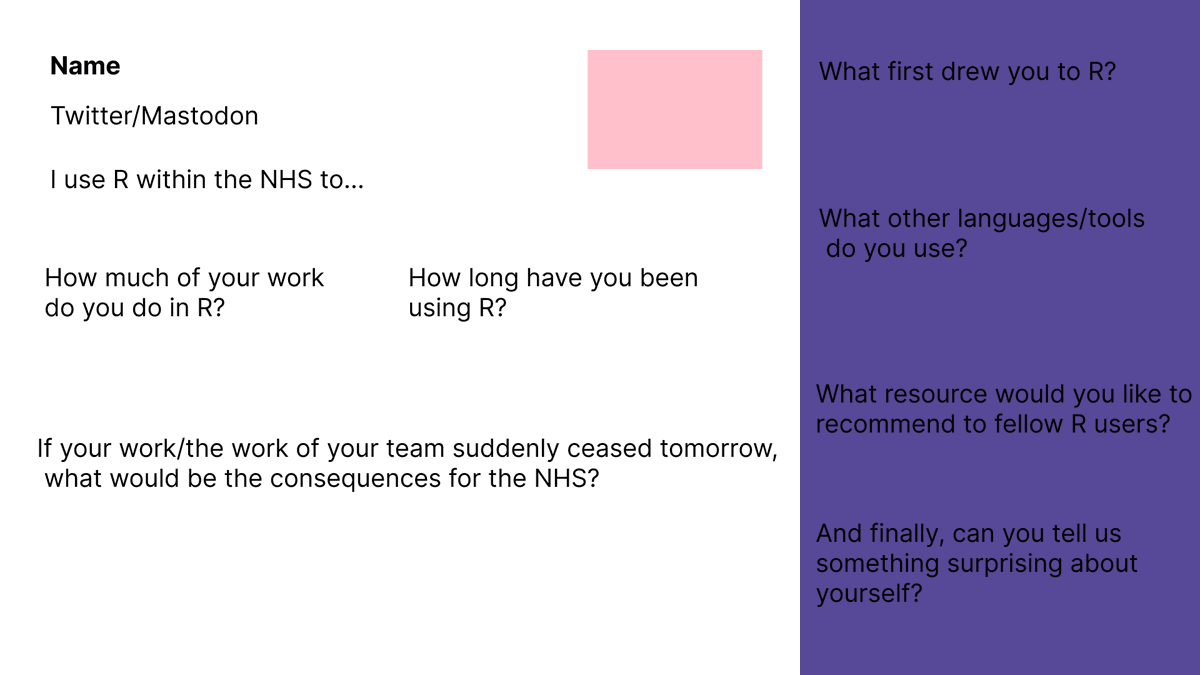 Name
Twitter/Mastodon
I use R within the NHS to...
How much of your work
do you do in R?
How long have you been
using R?
If your work/the work of your team suddenly ceased tomorrow,
what would be the consequences for the NHS?
What first drew you to R?
What other languages/tools
do you use?
What resource would you like to
recommend to fellow R users?
And finally, can you tell us
something surprising about
yourself?